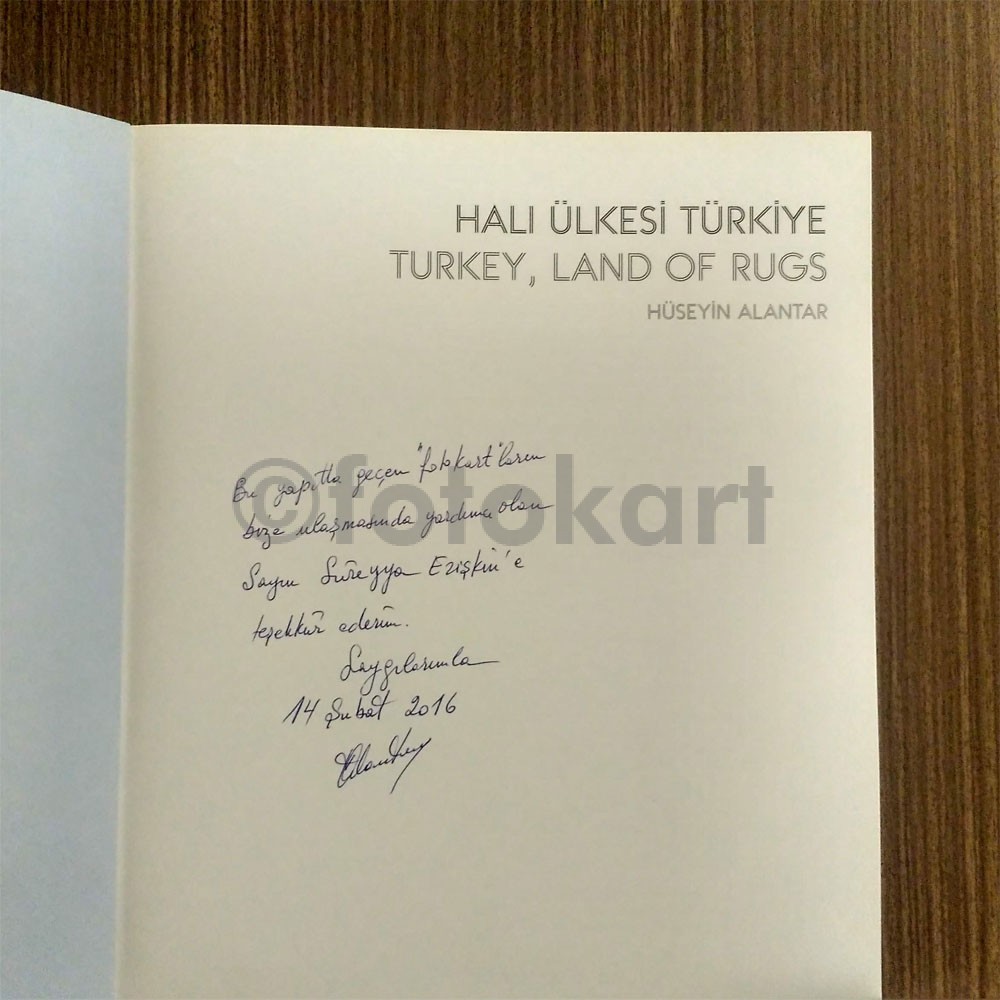 HALI ÜLKESİ TÜRKİYE
TURKEY, LAND OF RUGS
HÜSEYİN ALANTAR
Bu yapıtta geçen "fotokart"ların
bize ulaşmasında yardımcı olan
Sayın Süreyya Erişkin'e
teşekkür ederim.
Saygılarımla
14 Şubat 2016
©fotokart